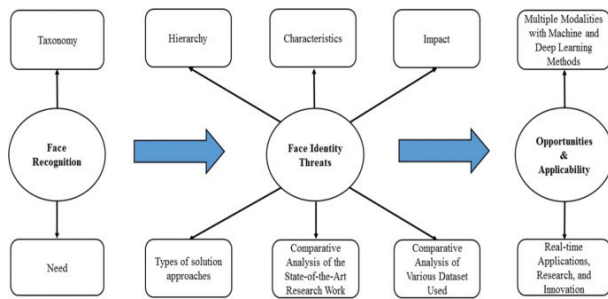 Taxonomy
Hierarchy
Characteristics
Impact
Multiple Modalities
with Machine and
Deep Learning
Methods
Face
Recognition
Face Identity
Threats
Opportunities
&
Applicability
Need
Types of solution
approaches
Comparative
Analysis of the
State-of-the-Art
Research Work
Comparative
Analysis of
Various Dataset
Used
Real-time
Applications,
Research, and
Innovation